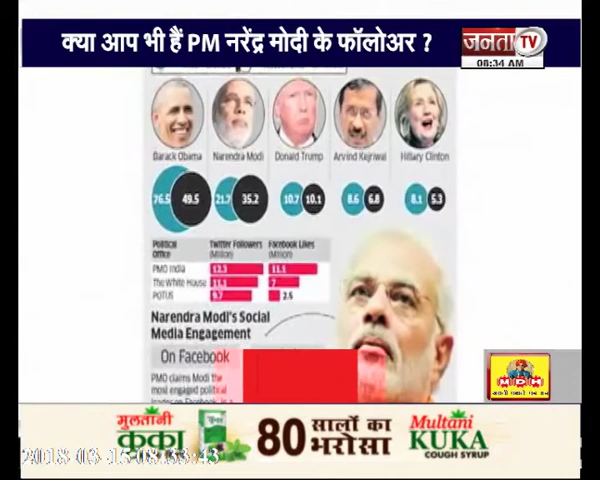 क्या आप भी हैं PM नरेंद्र मोदी के फॉलोअर ?
जनता TV
08:34 AM
Barack Obama
Narendra Modi
Donald Trump
Arvind Kejriwal
Hillary Clinton
76.5 49.5
21.7 35.2
10.7 10.1
8.6 6.8
8.1 5.3
Political Office
Twitter Followers (Million)
Facebook Likes (Million)
PMO India 12.3 11.1
The White House 11.1 7
POTUS 9.7 2.6
Narendra Modi's Social
Media Engagement
On Facebook
PMO claims Modi the
most engaged political
MDH
मुलतानी
कूका
80 सालों का
भरोसा
Multani
KUKA
COUGH SYRUP
2018-03-15 08:33:43